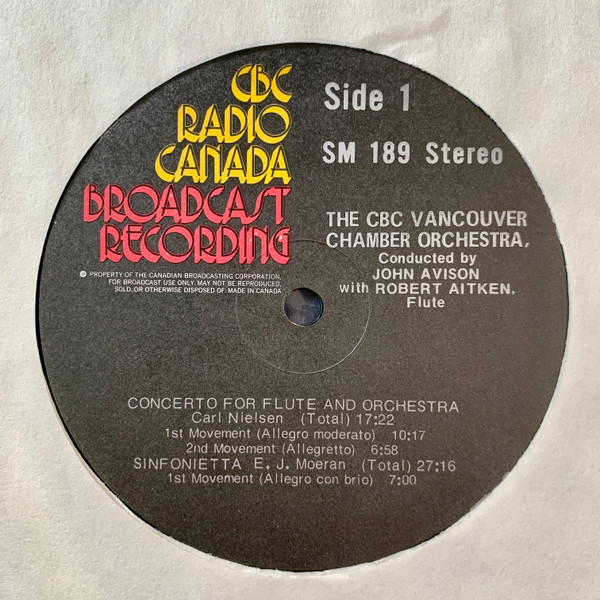 CBC
RADIO
CANADA
BROADCAST
RECORDING
℗ PROPERTY OF THE CANADIAN BROADCASTING CORPORATION.
FOR BROADCAST USE ONLY. MAY NOT BE REPRODUCED.
SOLD, OR OTHERWISE DISPOSED OF. MADE IN CANADA
Side 1
SM 189 Stereo
THE CBC VANCOUVER
CHAMBER ORCHESTRA,
Conducted by
JOHN AVISON
with ROBERT AITKEN,
Flute
CONCERTO FOR FLUTE AND ORCHESTRA
Carl Nielsen (Total) 17:22
1st Movement (Allegro moderato) 10:17
2nd Movement (Allegretto) 6:58
SINFONIETTA E. J. Moeran (Total) 27:16
1st Movement (Allegro con brio) 7:00